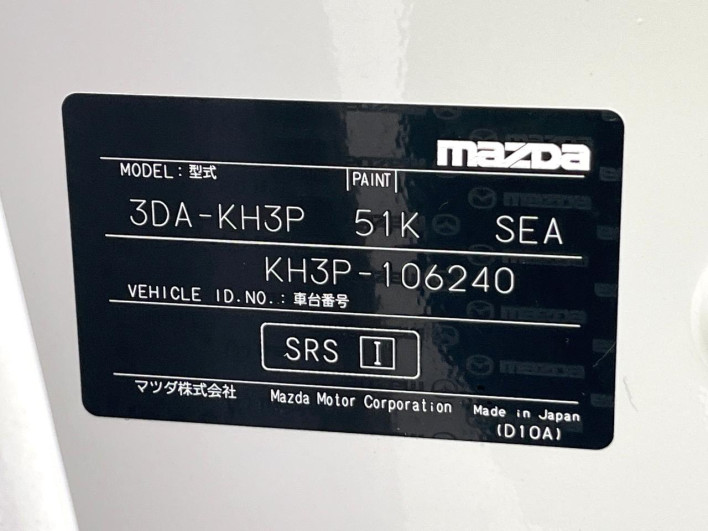 mazda
MODEL : 型式 PAINT
3DA-KH3P 51K SEA
KH3P-106240
VEHICLE ID.NO. : 車台番号
SRS I
マツダ株式会社 Mazda Motor Corporation Made in Japan
(D10A)